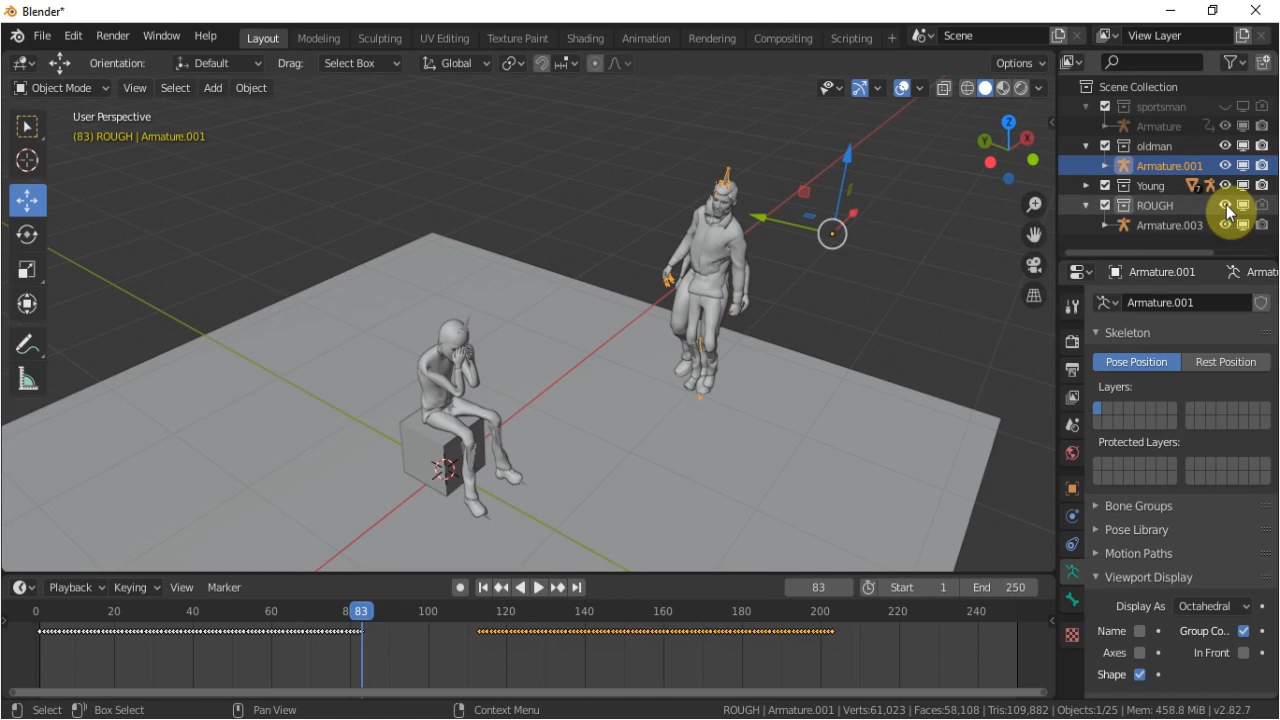 Blender*
File Edit Render Window Help Layout Modeling Sculpting UV Editing Texture Paint Shading Animation Rendering Compositing Scripting + Scene View Layer
Orientation: Default Drag: Select Box Global Options
Object Mode View Select Add Object
User Perspective
(83) ROUGH | Armature.001
Scene Collection
sportsman
Armature
oldman
Armature.001
Young 7
ROUGH
Armature.003
Z
Y X
Armature.001 Armat
Armature.001
Skeleton
Pose Position Rest Position
Layers:
Protected Layers:
Bone Groups
Pose Library
Motion Paths
Viewport Display
Display As Octahedral
Name Group Co..
Axes In Front
Shape
Playback Keying View Marker 83 Start 1 End 250
0 20 40 60 8 83 100 120 140 160 180 200 220 240
Select Box Select Pan View Context Menu ROUGH | Armature.001 | Verts:61,023 | Faces:58,108 | Tris:109,882 | Objects:1/25 | Mem: 458.8 MiB | v2.82.7